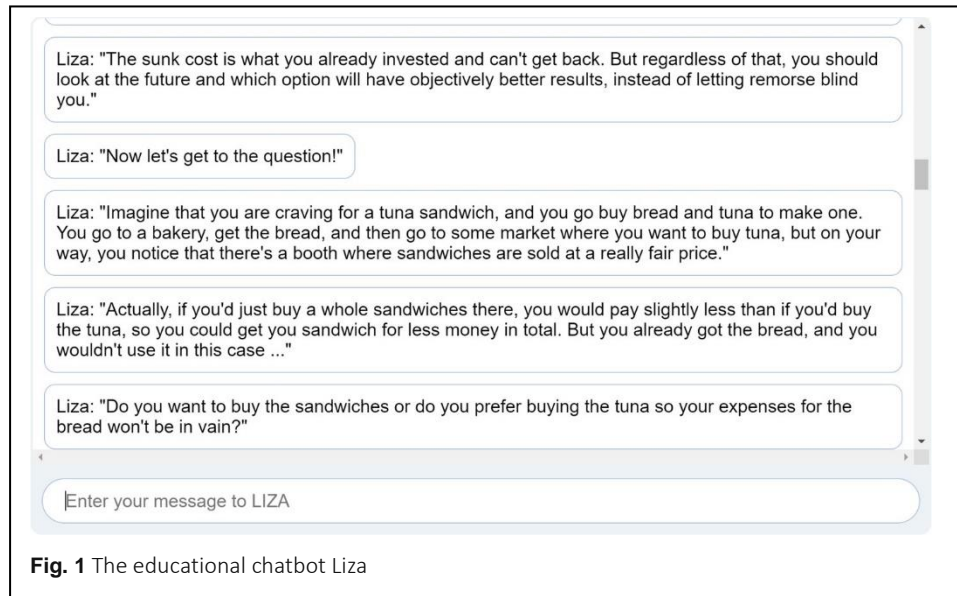 Liza: "The sunk cost is what you already invested and can't get back. But regardless of that, you should
look at the future and which option will have objectively better results, instead of letting remorse blind
you."
Liza: "Now let's get to the question!"
Liza: "Imagine that you are craving for a tuna sandwich, and you go buy bread and tuna to make one.
You go to a bakery, get the bread, and then go to some market where you want to buy tuna, but on your
way, you notice that there's a booth where sandwiches are sold at a really fair price."
Liza: "Actually, if you'd just buy a whole sandwiches there, you would pay slightly less than if you'd buy
the tuna, so you could get you sandwich for less money in total. But you already got the bread, and you
wouldn't use it in this case ..."
Liza: "Do you want to buy the sandwiches or do you prefer buying the tuna so your expenses for the
bread won't be in vain?"
Enter your message to LIZA
Fig. 1 The educational chatbot Liza